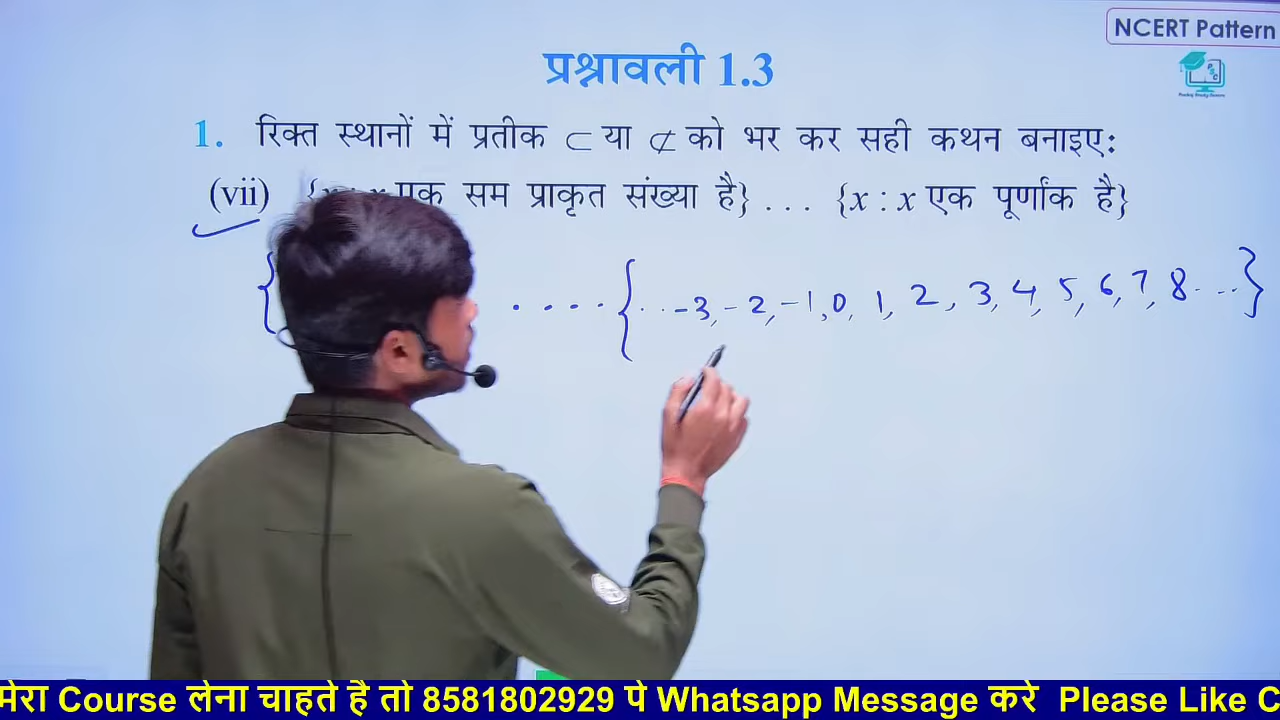 NCERT Pattern
प्रश्नावली 1.3
1. रिक्त स्थानों में प्रतीक ⊂ या ⊄ को भर कर सही कथन बनाइए:
(vii) { एक सम प्राकृत संख्या है} . . . {x : x एक पूर्णांक है}
{ . . . . { . . -3, -2, -1, 0, 1, 2, 3, 4, 5, 6, 7, 8 . . . }
मेरा Course लेना चाहते है तो 8581802929 पे Whatsapp Message करे Please Like C